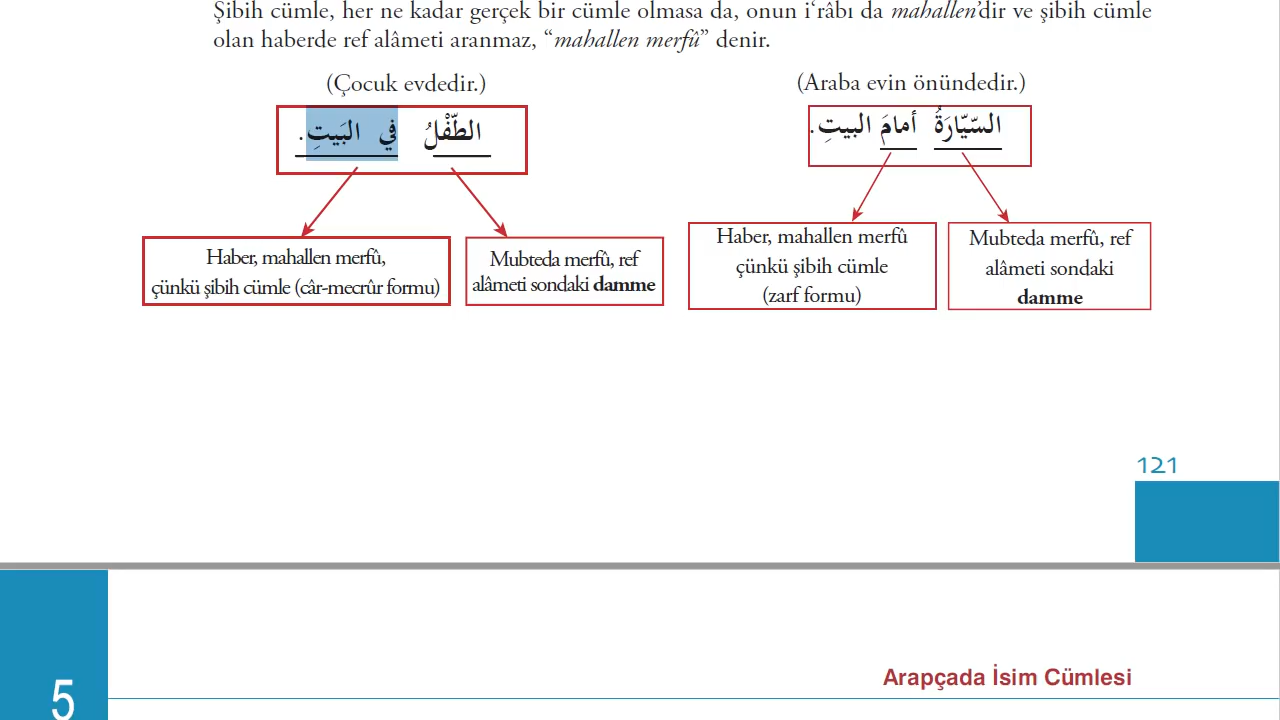 Şibih cümle, her ne kadar gerçek bir cümle olmasa da, onun i‘râbı da mahallen’dir ve şibih cümle
olan haberde ref alâmeti aranmaz, “mahallen merfû” denir.
(Çocuk evdedir.)
الطّفْلُ في البَيتِ.
Haber, mahallen merfû,
çünkü şibih cümle (câr-mecrûr formu)
Mubteda merfû, ref
alâmeti sondaki damme
(Araba evin önündedir.)
السّيّارَةُ أمامَ البيتِ.
Haber, mahallen merfû
çünkü şibih cümle
(zarf formu)
Mubteda merfû, ref
alâmeti sondaki
damme
121
Arapçada İsim Cümlesi
5